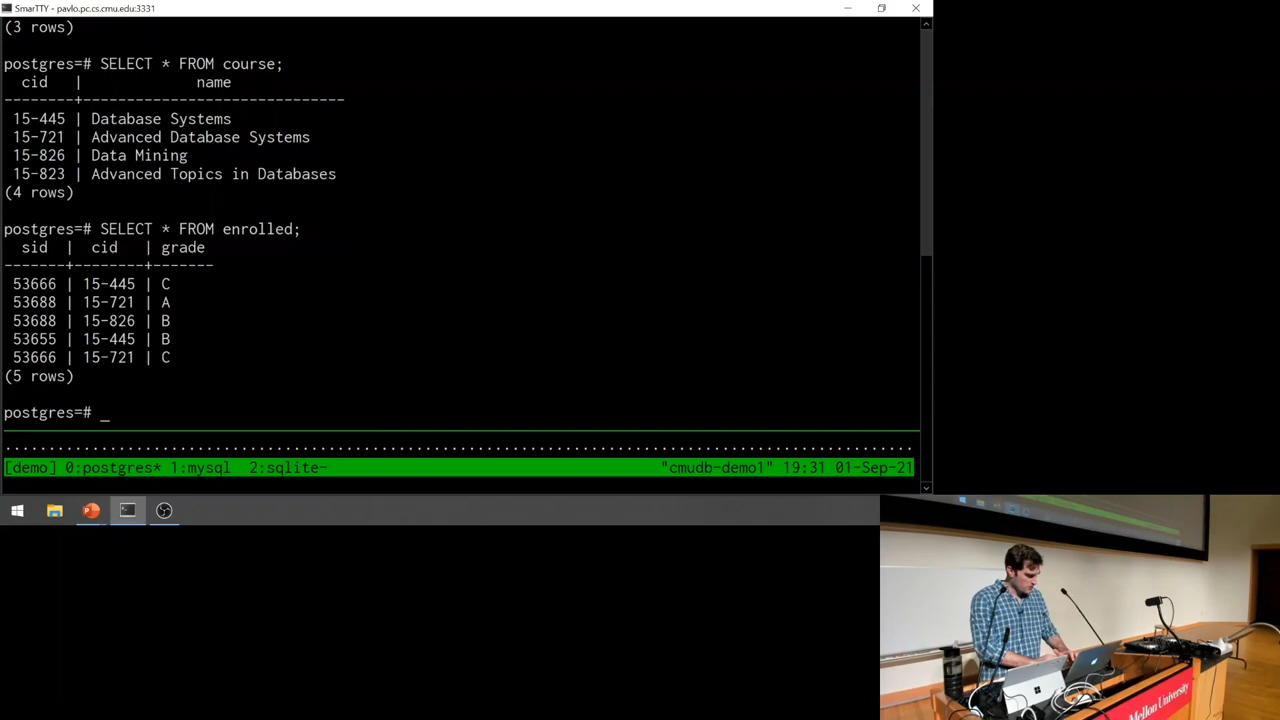 SmarTTY - pavlo.pc.cs.cmu.edu:3331
(3 rows)
postgres=# SELECT * FROM course;
cid | name
--------+------------------------------
15-445 | Database Systems
15-721 | Advanced Database Systems
15-826 | Data Mining
15-823 | Advanced Topics in Databases
(4 rows)
postgres=# SELECT * FROM enrolled;
sid | cid | grade
-------+--------+-------
53666 | 15-445 | C
53688 | 15-721 | A
53688 | 15-826 | B
53655 | 15-445 | B
53666 | 15-721 | C
(5 rows)
postgres=# _
[demo] 0:postgres* 1:mysql 2:sqlite- "cmudb-demo1" 19:31 01-Sep-21
Mellon University